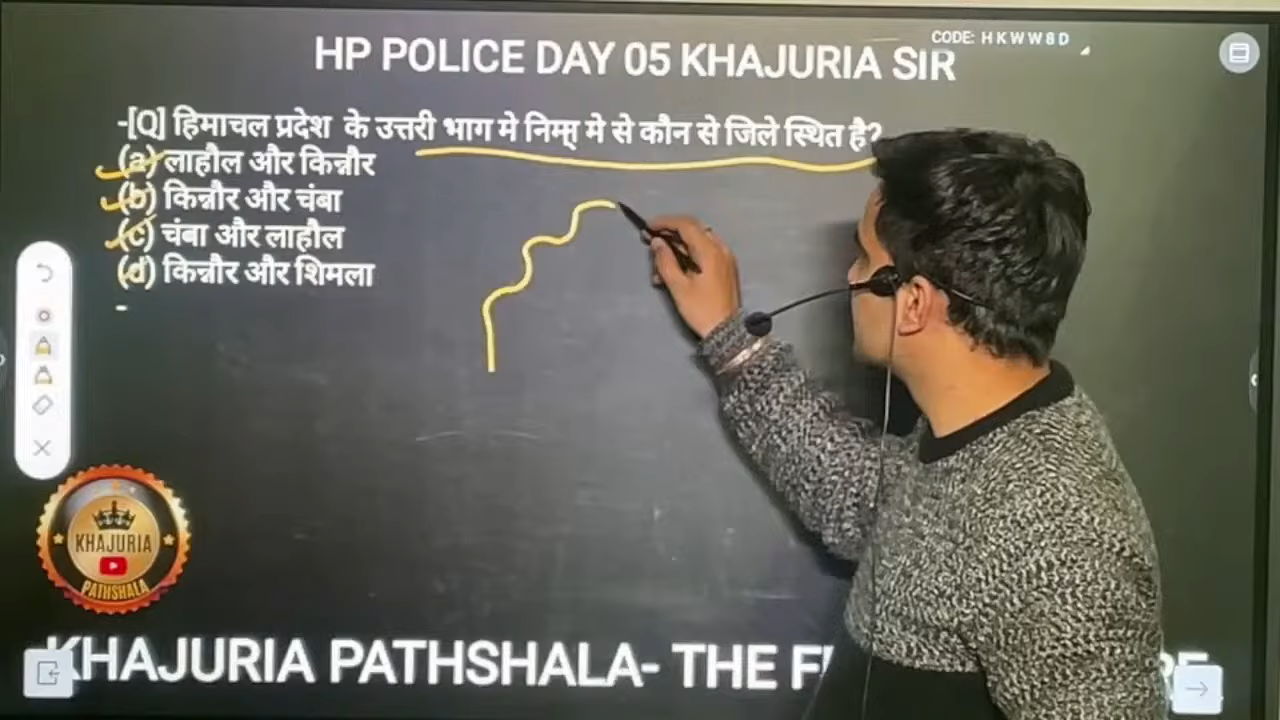 CODE: HKWW8D
HP POLICE DAY 05 KHAJURIA SIR
-[Q] हिमाचल प्रदेश के उत्तरी भाग मे निम्न मे से कौन से जिले स्थित है?
(a) लाहौल और किन्नौर
(b) किन्नौर और चंबा
(c) चंबा और लाहौल
(d) किन्नौर और शिमला
KHAJURIA
PATHSHALA
KHAJURIA PATHSHALA- THE